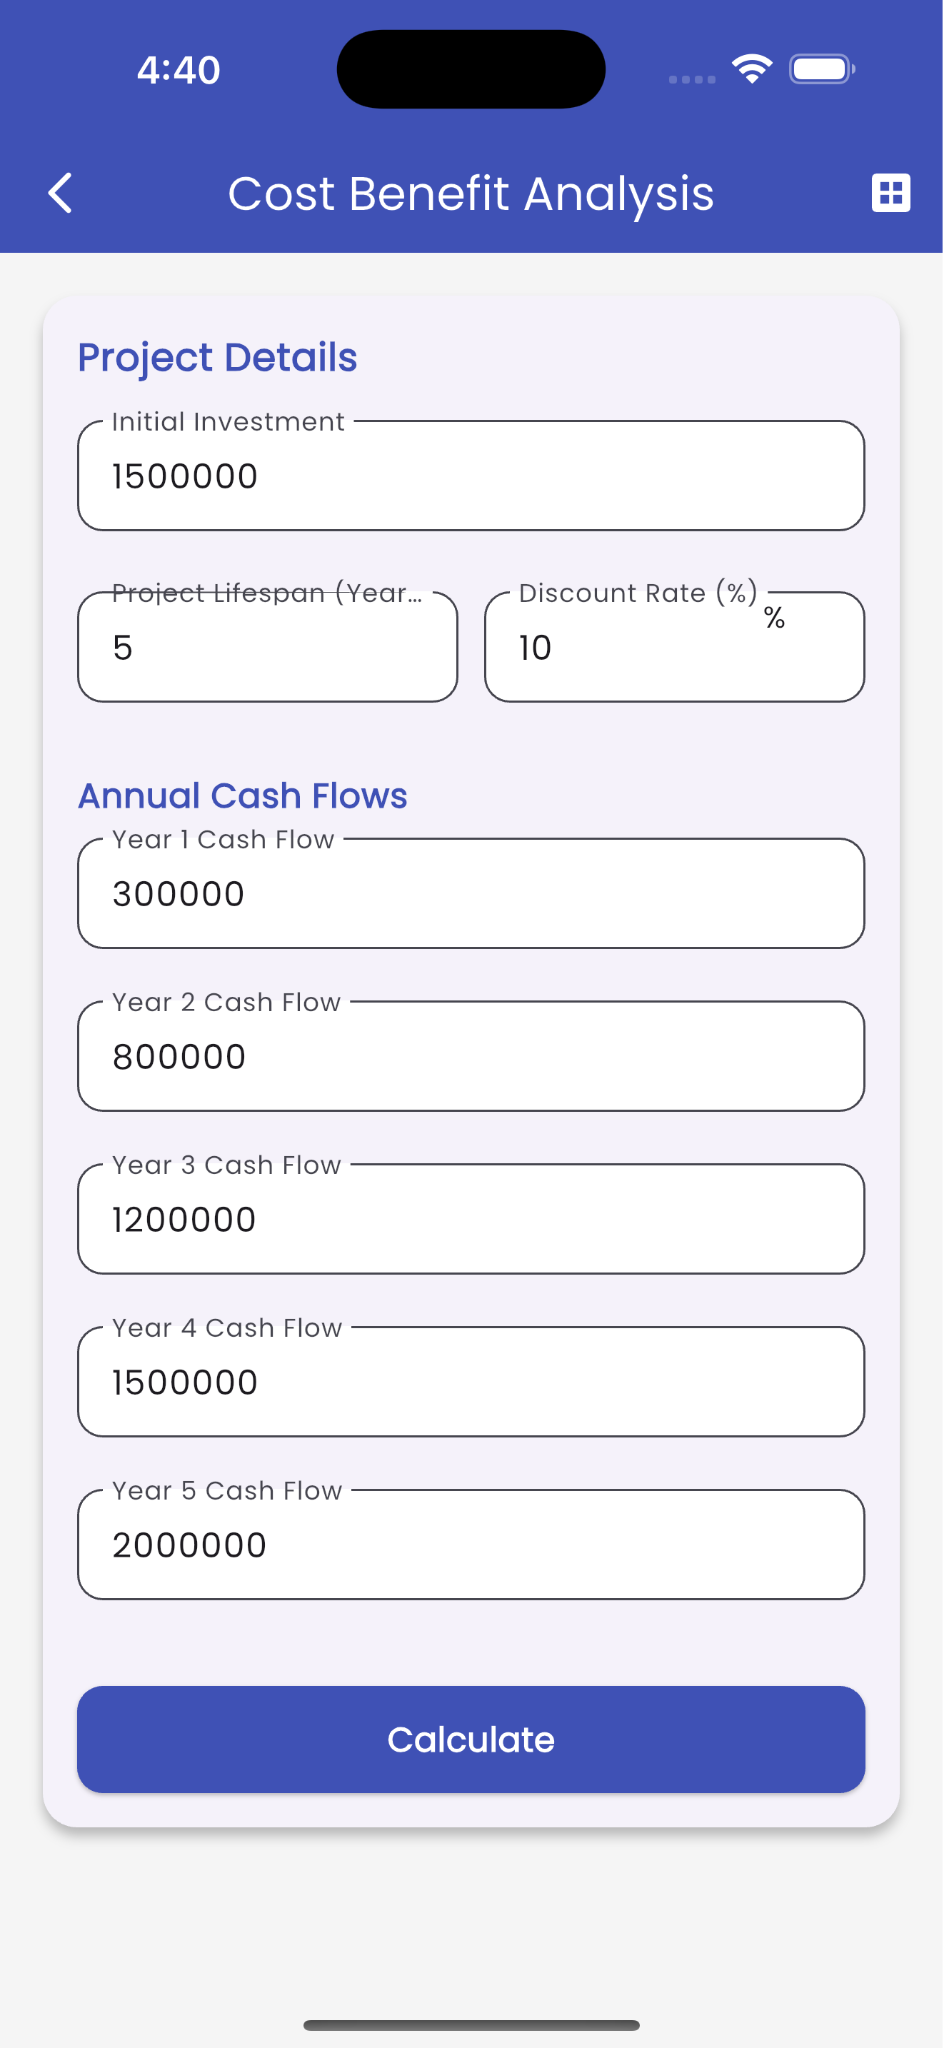 4:40
Cost Benefit Analysis
Project Details
Initial Investment
1500000
Project Lifespan (Year...
5
Discount Rate (%)
10
%
Annual Cash Flows
Year 1 Cash Flow
300000
Year 2 Cash Flow
800000
Year 3 Cash Flow
1200000
Year 4 Cash Flow
1500000
Year 5 Cash Flow
2000000
Calculate